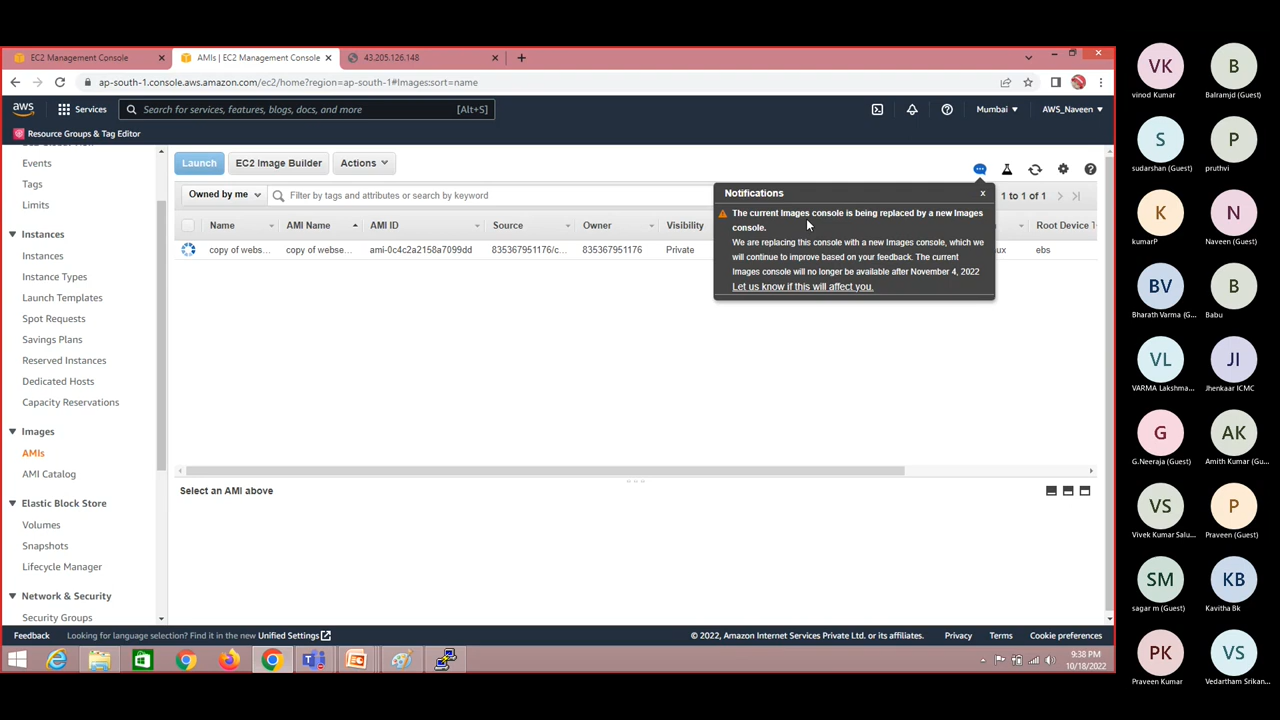 EC2 Management Console
AMIs | EC2 Management Console
43.205.126.148
ap-south-1.console.aws.amazon.com/ec2/home?region=ap-south-1#Images:sort=name
aws
Services
Search for services, features, blogs, docs, and more
[Alt+5]
Mumbai
AWS_Naveen
Resource Groups & Tag Editor
Events
Tags
Limits
Instances
Instances
Instance Types
Launch Templates
Spot Requests
Savings Plans
Reserved Instances
Dedicated Hosts
Capacity Reservations
Images
AMIs
AMI Catalog
Elastic Block Store
Volumes
Snapshots
Lifecycle Manager
Network & Security
Security Groups
Launch
EC2 Image Builder
Actions
Owned by me
Filter by tags and attributes or search by keyword
1 to 1 of 1
Name
AMI Name
AMI ID
Source
Owner
Visibility
Root Device
copy of webs...
copy of webse...
ami-0c4c2a2158a7099dd
835367951176/c...
835367951176
Private
ebs
Notifications
x
The current Images console is being replaced by a new Images
console.
We are replacing this console with a new Images console, which we
will continue to improve based on your feedback. The current
Images console will no longer be available after November 4, 2022
Let us know if this will affect you.
Select an AMI above
Feedback
Looking for language selection? Find it in the new Unified Settings
© 2022, Amazon Internet Services Private Ltd. or its affiliates.
Privacy
Terms
Cookie preferences
9:38 PM
10/18/2022
VK
vinod Kumar
B
Balramjd (Guest)
S
sudarshan (Guest)
P
pruthvi
K
kumarP
N
Naveen (Guest)
BV
Bharath Varma (G...
B
Babu
VL
VARMA Lakshma...
JI
Jhenkaar ICMC
G
G.Neeraja (Guest)
AK
Amith Kumar (Gu...
VS
Vivek Kumar Salu...
P
Praveen (Guest)
SM
sagar m (Guest)
KB
Kavitha Bk
PK
Praveen Kumar
VS
Vedartham Srikan...